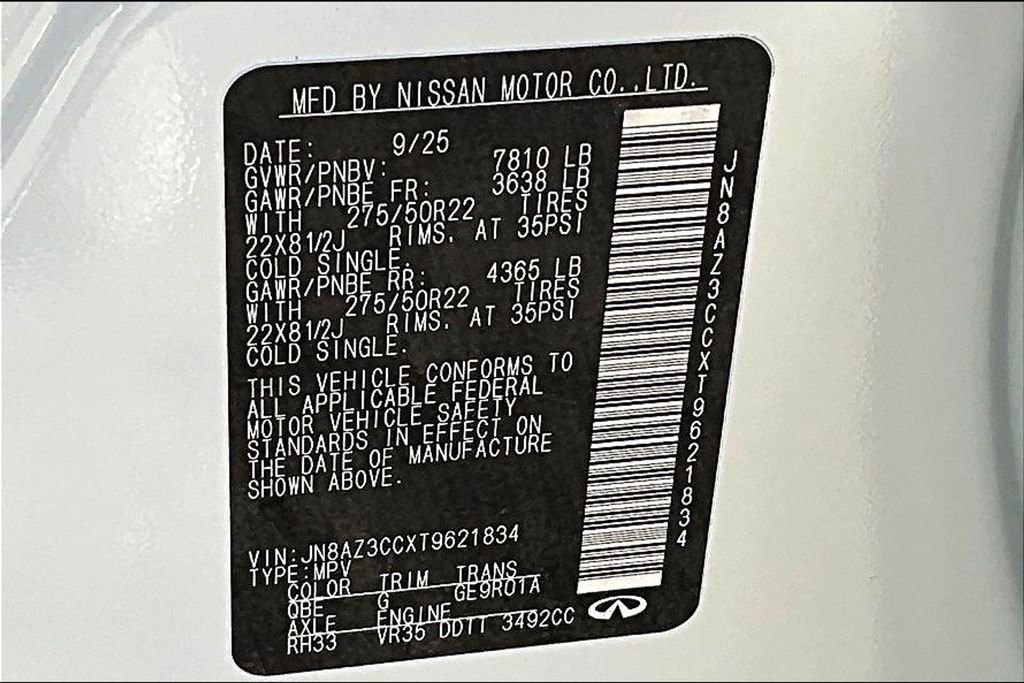 MFD BY NISSAN MOTOR CO.,LTD.
DATE: 9/25
GVWR/PNBV: 7810 LB
GAWR/PNBE FR: 3638 LB
WITH 275/50R22 TIRES
22X81/2J RIMS. AT 35PSI
COLD SINGLE.
GAWR/PNBE RR: 4365 LB
WITH 275/50R22 TIRES
22X81/2J RIMS. AT 35PSI
COLD SINGLE.
THIS VEHICLE CONFORMS TO
ALL APPLICABLE FEDERAL
MOTOR VEHICLE SAFETY
STANDARDS IN EFFECT ON
THE DATE OF MANUFACTURE
SHOWN ABOVE.
VIN:JN8AZ3CCXT9621834
TYPE:MPV
COLOR TRIM TRANS
QBE G GE9R01A
AXLE ENGINE
RH33 VR35 DDTT 3492CC
JN8AZ3CCXT9621834